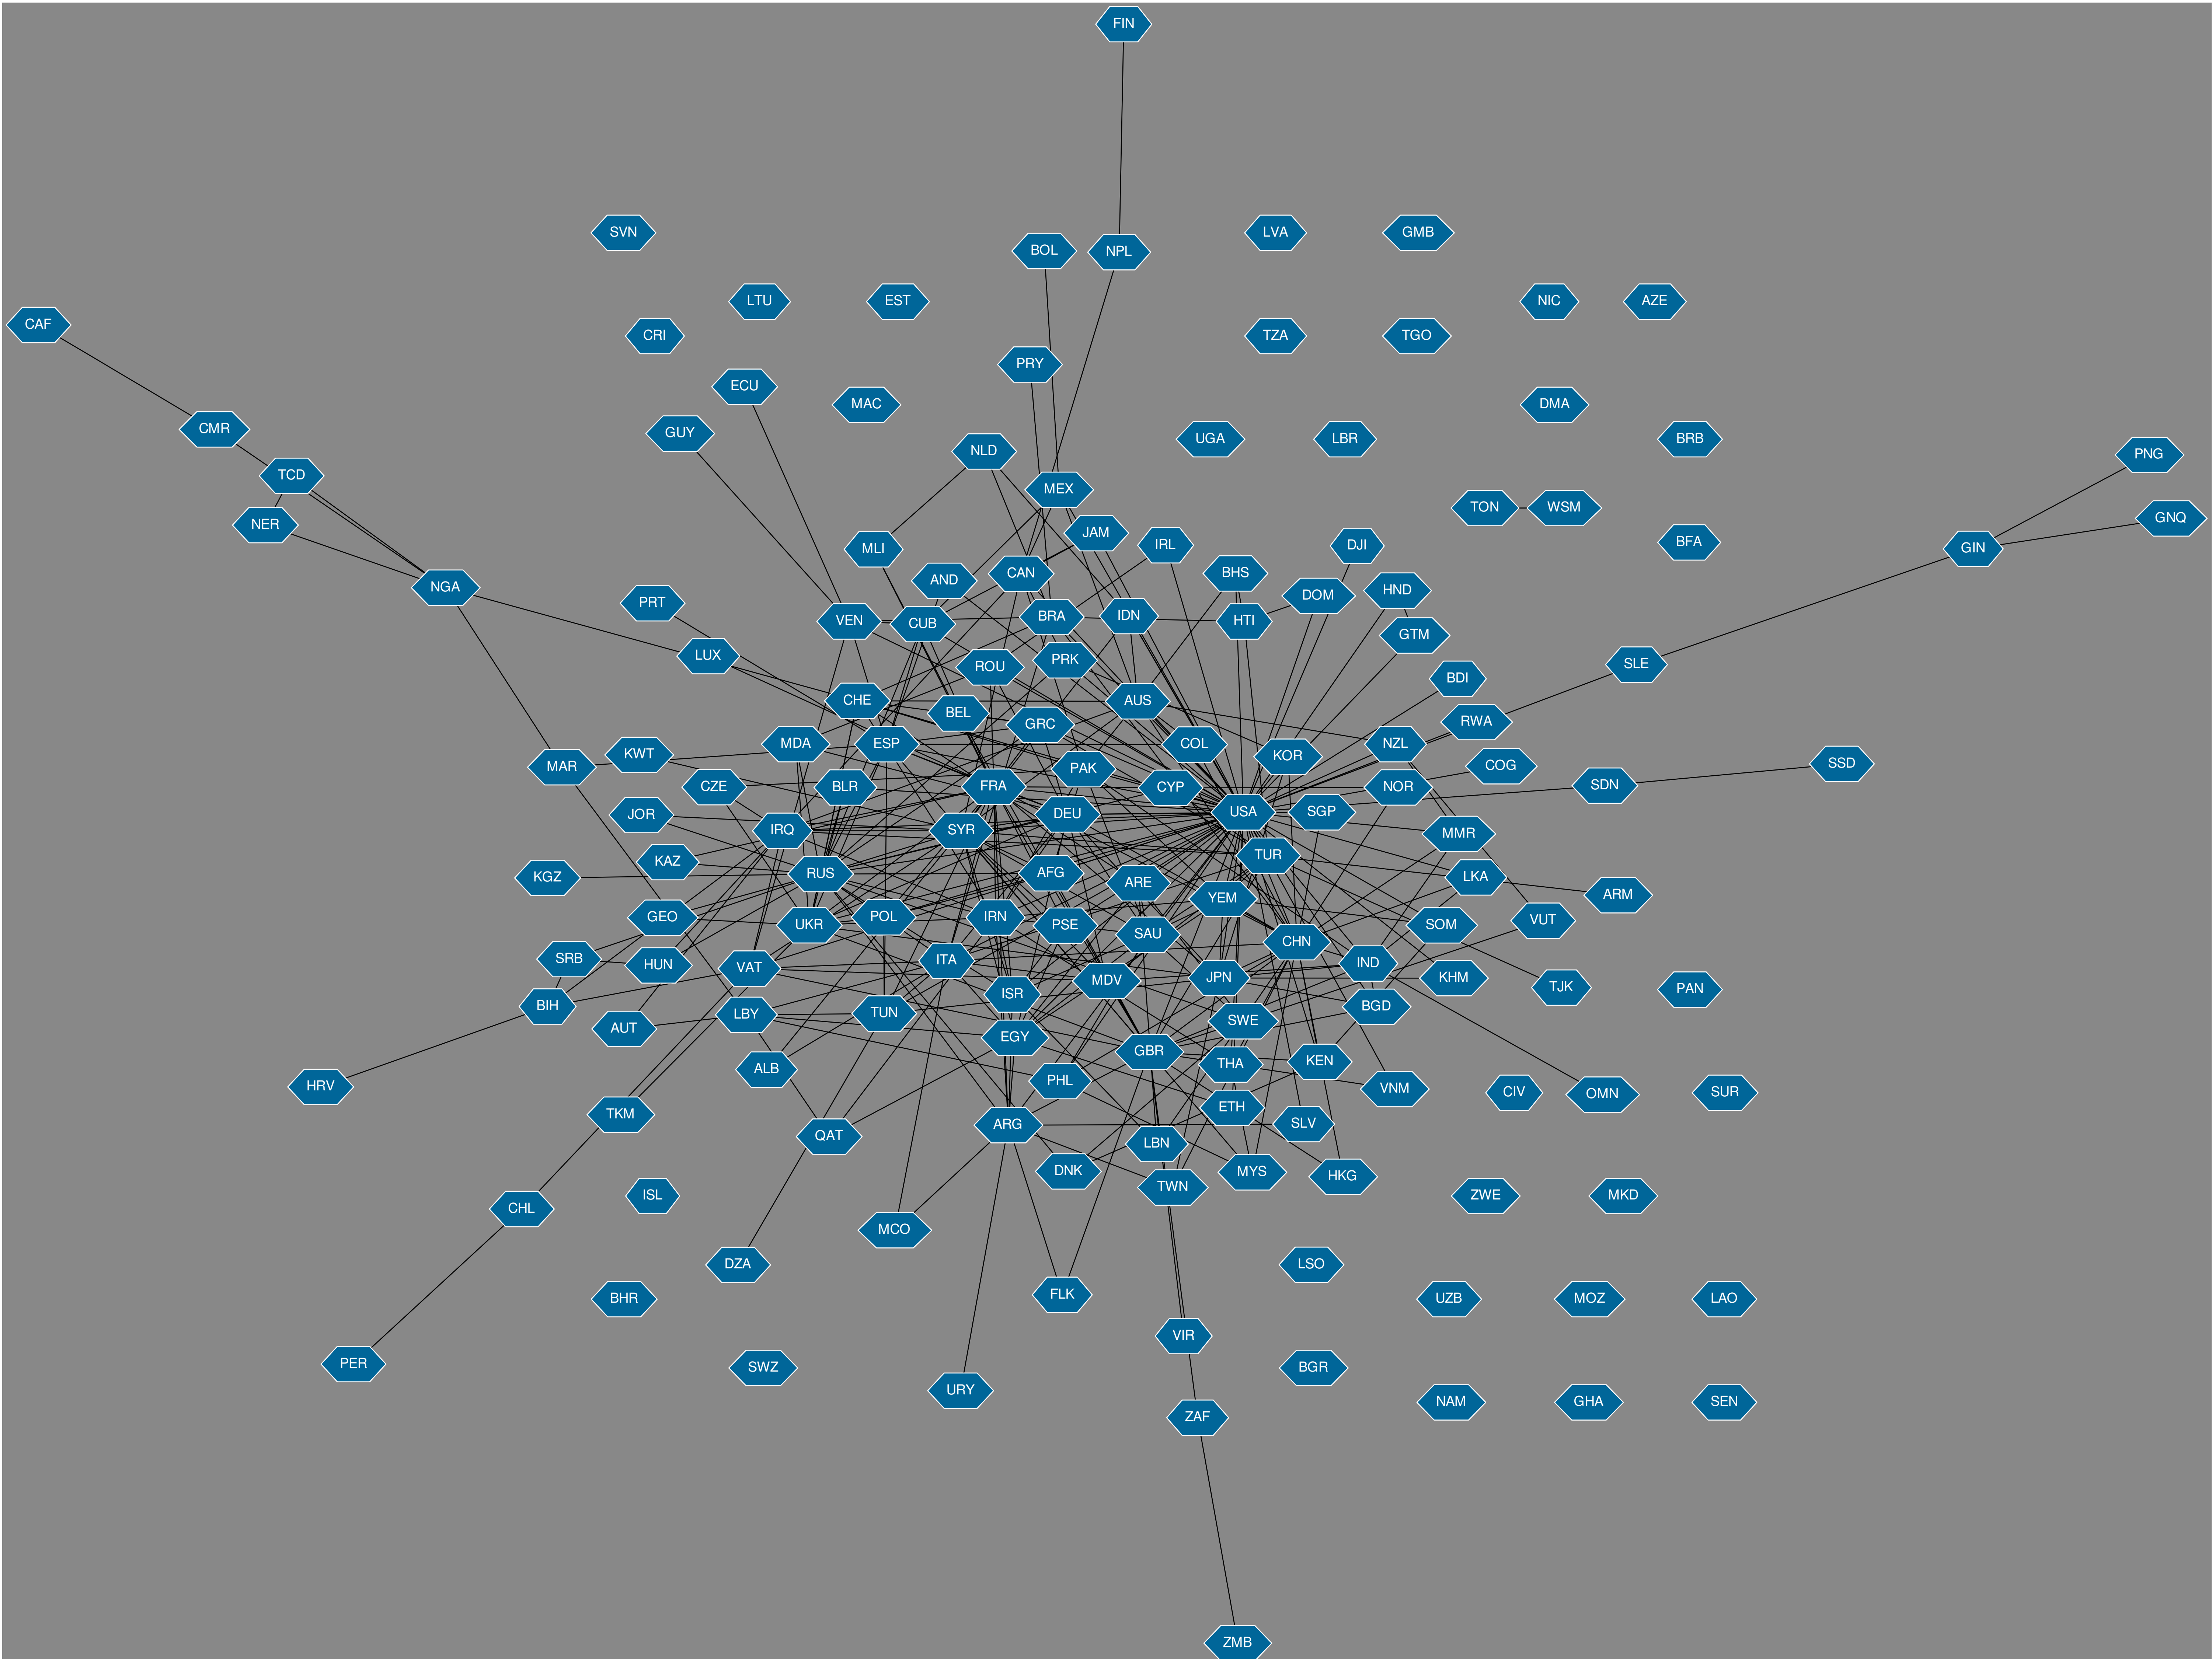 FIN
SVN
LVA
GMB
BOL
NPL
LTU
EST
NIC
AZE
CAF
CRI
TZA
TGO
PRY
ECU
MAC
DMA
CMR
GUY
UGA
LBR
BRB
NLD
PNG
TCD
MEX
TON
WSM
GNQ
NER
JAM
BFA
MLI
IRL
DJI
GIN
CAN
BHS
AND
NGA
HND
DOM
PRT
BRA
IDN
VEN
CUB
HTI
GTM
LUX
ROU
PRK
SLE
BDI
CHE
AUS
BEL
GRC
RWA
MDA
ESP
COL
NZL
KWT
KOR
MAR
PAK
COG
SSD
CZE
BLR
FRA
CYP
NOR
SDN
JOR
DEU
USA
SGP
IRQ
SYR
MMR
KAZ
TUR
KGZ
RUS
AFG
ARE
LKA
ARM
YEM
GEO
POL
IRN
VUT
UKR
PSE
SOM
SAU
CHN
SRB
HUN
VAT
ITA
IND
MDV
JPN
KHM
TJK
PAN
ISR
BIH
BGD
LBY
TUN
SWE
AUT
EGY
GBR
KEN
ALB
THA
HRV
PHL
VNM
CIV
OMN
SUR
TKM
ETH
ARG
SLV
QAT
LBN
DNK
MYS
HKG
TWN
ISL
ZWE
MKD
CHL
MCO
DZA
LSO
FLK
BHR
UZB
MOZ
LAO
VIR
PER
SWZ
BGR
URY
NAM
GHA
SEN
ZAF
ZMB